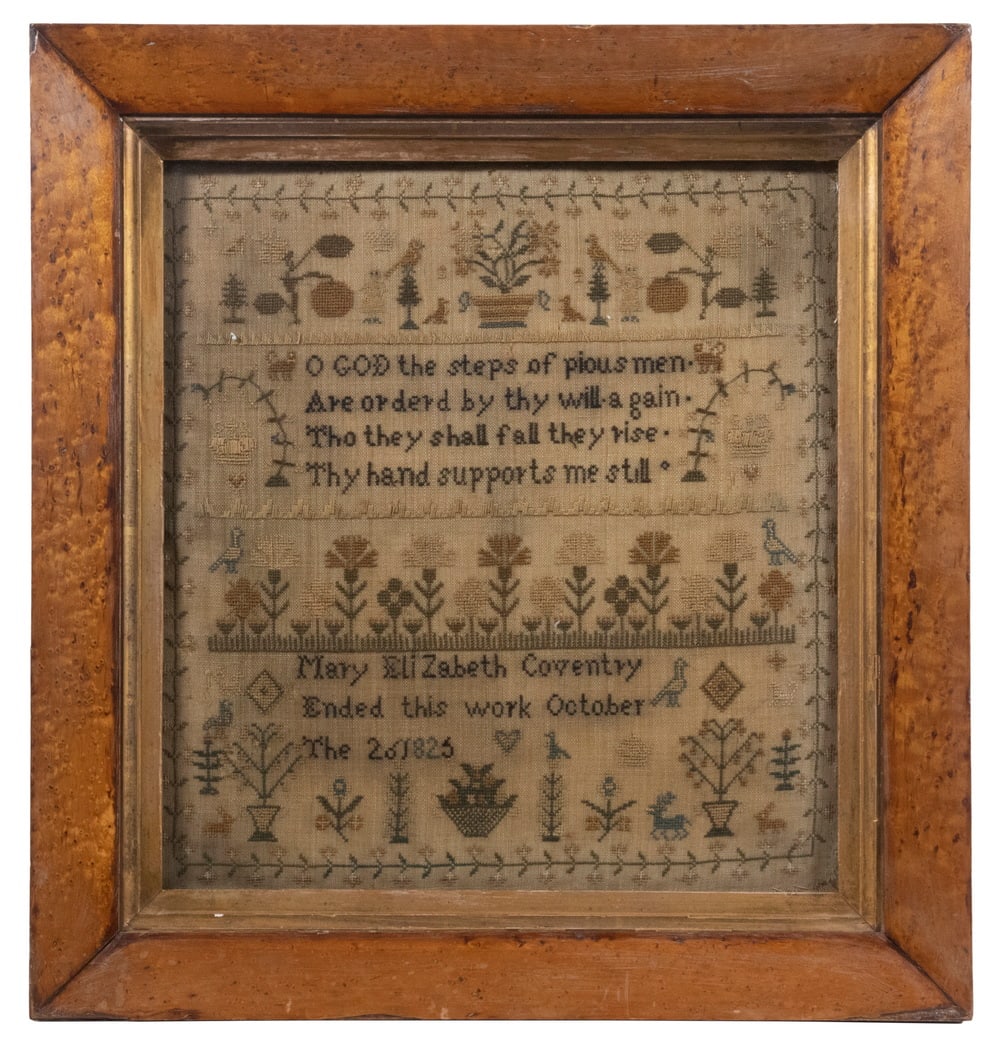 O GOD the steps of pious men.
Are orderd by thy will. a gain.
Tho they shall fall they rise.
Thy hand supports me still.
Mary EliZabeth Coventry
Ended this work October
The 26 1825